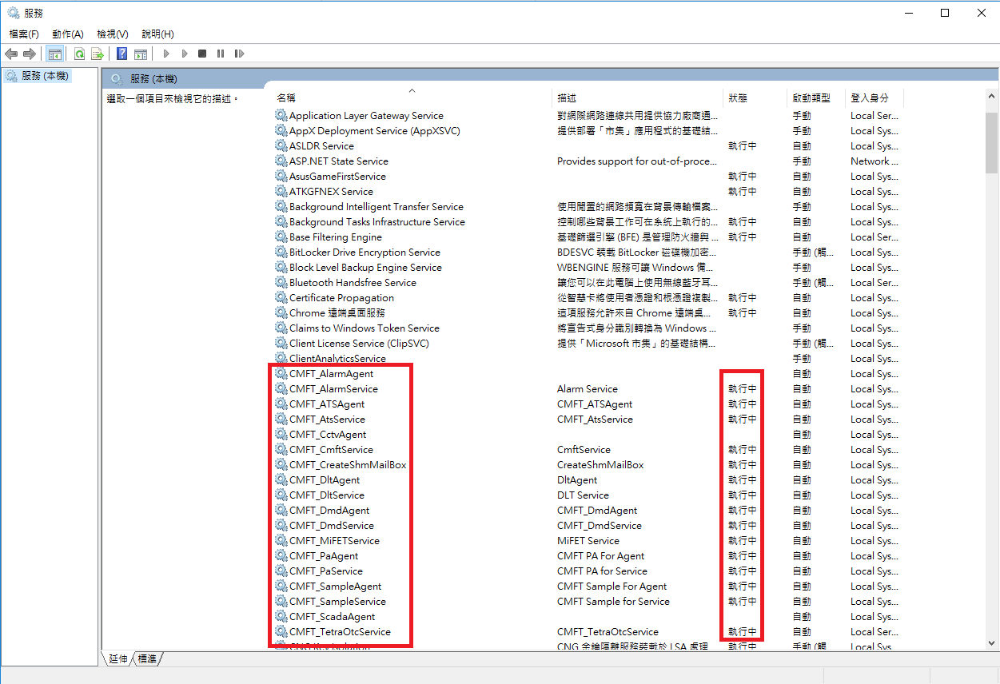 服務
檔案(F) 動作(A) 檢視(V) 說明(H)
服務 (本機)
服務 (本機)
選取一個項目來檢視它的描述。
名稱 描述 狀態 啟動類型 登入身分
Application Layer Gateway Service 對網際網路連線共用提供協力廠商通... 手動 Local Ser...
AppX Deployment Service (AppXSVC) 提供部署「市集」應用程式的基礎結... 手動 Local Sys...
ASLDR Service 執行中 自動 Local Sys...
ASP.NET State Service Provides support for out-of-proce... 手動 Network ...
AsusGameFirstService 執行中 自動 Local Sys...
ATKGFNEX Service 執行中 自動 Local Sys...
Background Intelligent Transfer Service 使用閒置的網路頻寬在背景傳輸檔案... 手動 Local Sys...
Background Tasks Infrastructure Service 控制哪些背景工作可在系統上執行的... 執行中 自動 Local Sys...
Base Filtering Engine 基礎篩選引擎 (BFE) 是管理防火牆與 ... 執行中 自動 Local Ser...
BitLocker Drive Encryption Service BDESVC 裝載 BitLocker 磁碟機加密... 手動 (觸... Local Sys...
Block Level Backup Engine Service WBENGINE 服務可讓 Windows 備... 手動 Local Sys...
Bluetooth Handsfree Service 讓您可以在此電腦上使用無線藍牙耳... 手動 (觸... Local Ser...
Certificate Propagation 從智慧卡將使用者憑證和根憑證複製... 執行中 自動 Local Sys...
Chrome 遠端桌面服務 這項服務允許來自 Chrome 遠端桌... 執行中 自動 Local Sys...
Claims to Windows Token Service 將宣告式身分識別轉換為 Windows ... 手動 Local Sys...
Client License Service (ClipSVC) 提供「Microsoft 市集」的基礎結構... 手動 (觸... Local Sys...
ClientAnalyticsService 手動 Local Sys...
CMFT_AlarmAgent 自動 Local Sys...
CMFT_AlarmService Alarm Service 執行中 自動 Local Sys...
CMFT_ATSAgent CMFT_ATSAgent 執行中 自動 Local Sys...
CMFT_AtsService CMFT_AtsService 執行中 自動 Local Sys...
CMFT_CctvAgent 自動 Local Sys...
CMFT_CmftService CmftService 執行中 自動 Local Sys...
CMFT_CreateShmMailBox CreateShmMailBox 執行中 自動 Local Sys...
CMFT_DltAgent DltAgent 執行中 自動 Local Sys...
CMFT_DltService DLT Service 執行中 自動 Local Sys...
CMFT_DmdAgent CMFT_DmdAgent 執行中 自動 Local Sys...
CMFT_DmdService CMFT_DmdService 執行中 自動 Local Sys...
CMFT_MiFETService MiFET Service 執行中 自動 Local Sys...
CMFT_PaAgent CMFT PA For Agent 執行中 自動 Local Sys...
CMFT_PaService CMFT PA for Service 執行中 自動 Local Sys...
CMFT_SampleAgent CMFT Sample For Agent 執行中 自動 Local Sys...
CMFT_SampleService CMFT Sample for Service 執行中 自動 Local Sys...
CMFT_ScadaAgent 自動 Local Sys...
CMFT_TetraOtcService CMFT_TetraOtcService 執行中 自動 Local Ser...
CNG Key Isolation CNG 金鑰隔離服務裝載於 LSA 處理 執行中 手動 (觸 Local Sys
延伸 標準